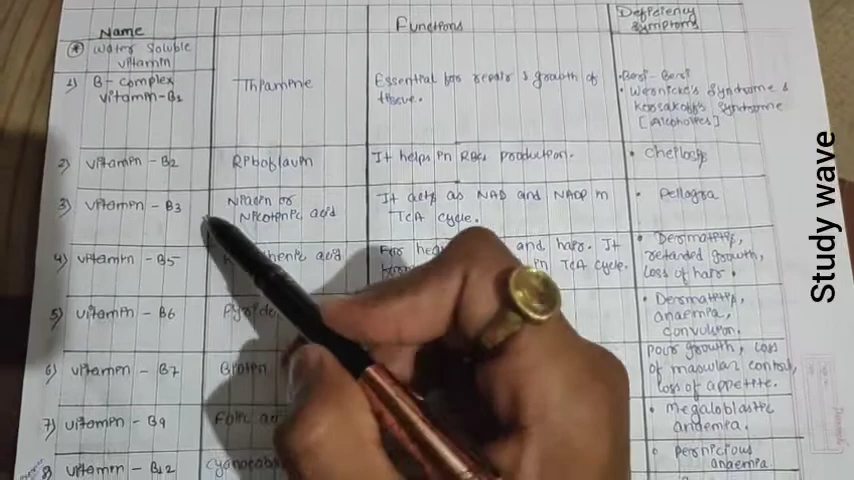 Name
Functions
Deficiency
symptoms
* Water soluble
vitamin
1) B-complex
vitamin-B1
Thiamine
Essential for repair & growth of
tissue.
• Beri-Beri
• Wernicke's Syndrome &
Korsakoff's Syndrome
[Alcoholics]
2) vitamin-B2
Riboflavin
It helps in RBCs production.
•
3) vitamin-B3
Niacin or
Nicotinic acid
It acts as NAD and NADP in
TCA cycle.
• Pellagra
4) vitamin-B5
acid
For and hair. It
in TCA cycle.
• Dermatitis,
retarded growth,
Loss of hair.
5) vitamin-B6
• Dermatitis,
anaemia,
convulsion.
6) vitamin-B7
Biotin
poor growth, loss
of muscular control,
loss of appetite.
7) vitamin-B9
Folic
• Megaloblastic
anaemia.
8) vitamin-B12
• Pernicious
anaemia
Study wave